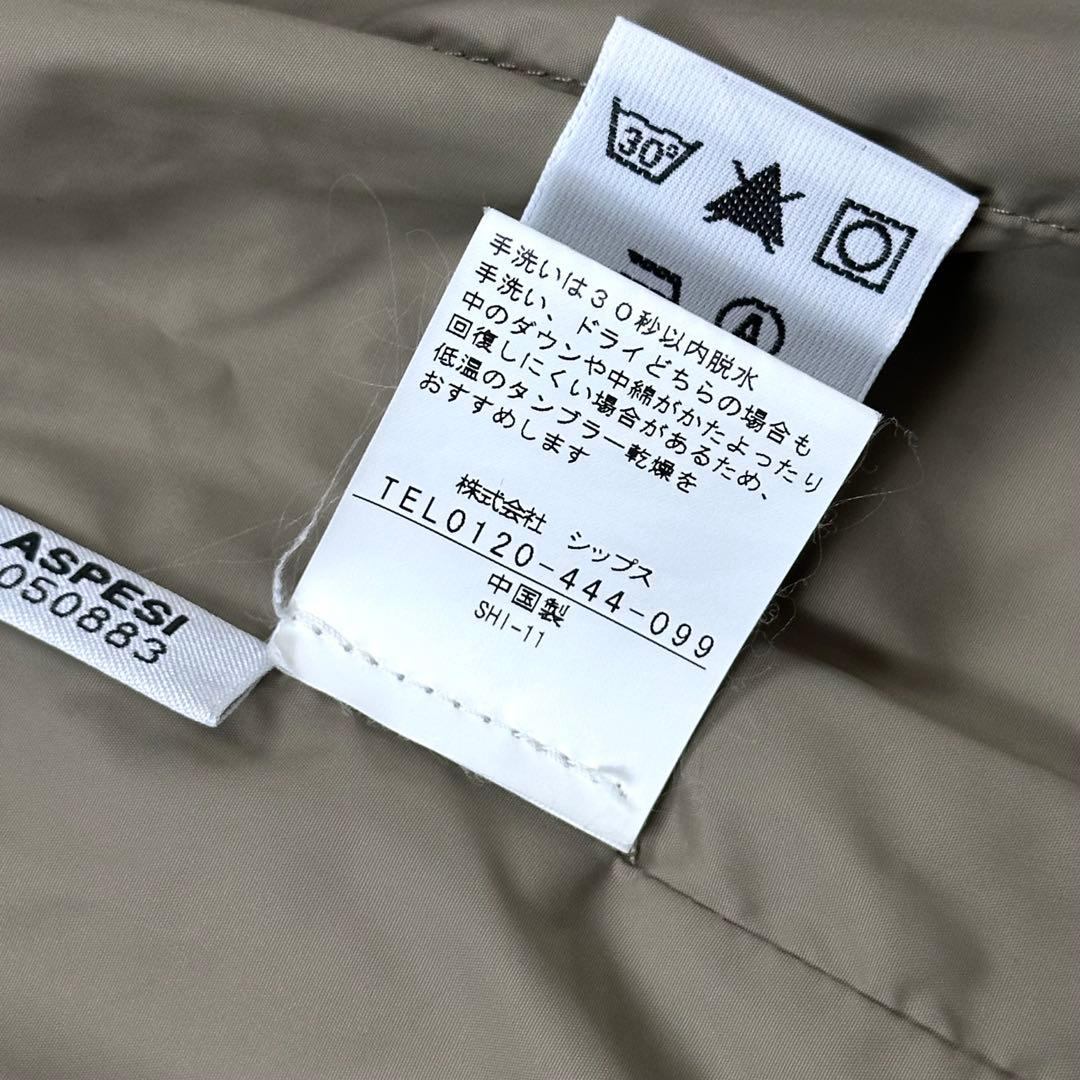 30°
A
手洗いは30秒以内脱水
手洗い、ドライどちらの場合も
中のダウンや中綿がかたよったり
回復しにくい場合があるため、
低温のタンブラー乾燥を
おすすめします
株式会社 シップス
TEL0120-444-099
中国製
SHI-11
ASPESI
050883